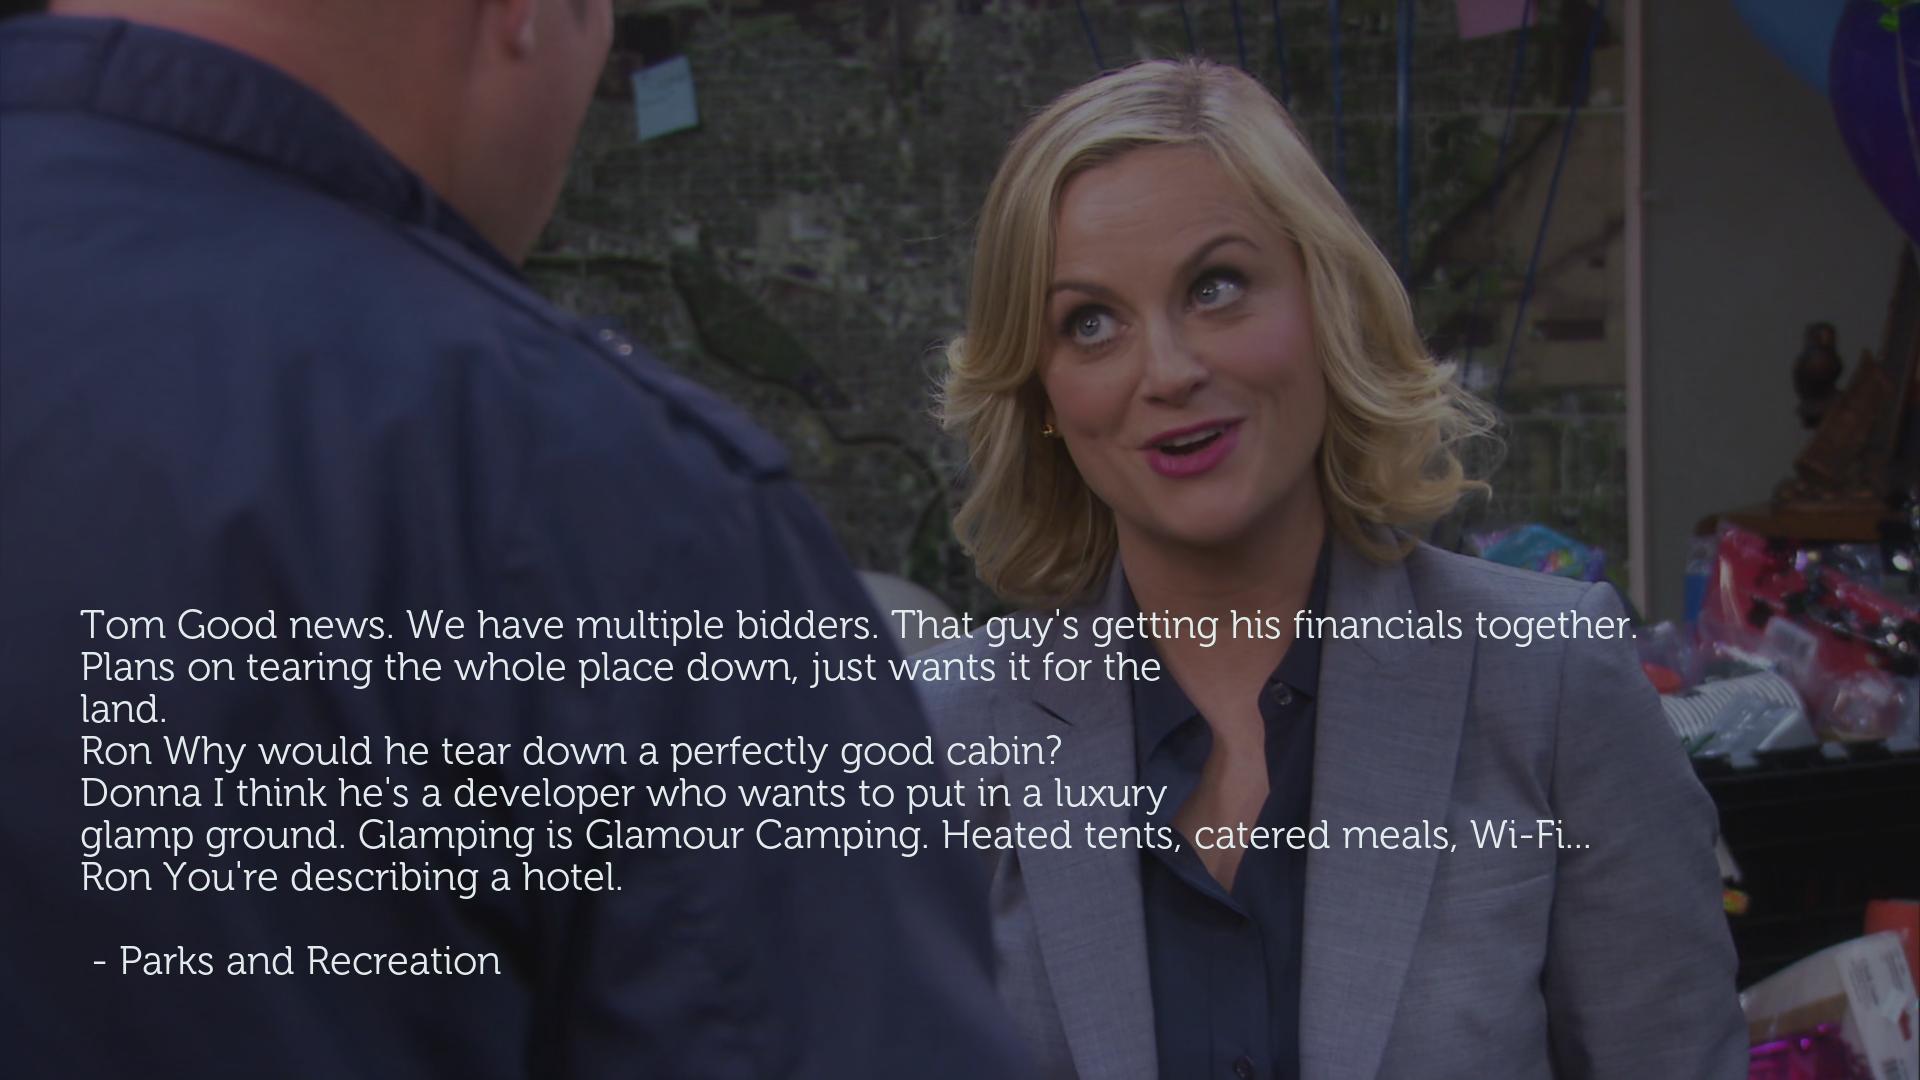 Tom Good news. We have multiple bidders. That guy's getting his financials together.
Plans on tearing the whole place down, just wants it for the
land.
Ron Why would he tear down a perfectly good cabin?
Donna I think he's a developer who wants to put in a luxury
glamp ground. Glamping is Glamour Camping. Heated tents, catered meals, Wi-Fi...
Ron You're describing a hotel.
- Parks and Recreation